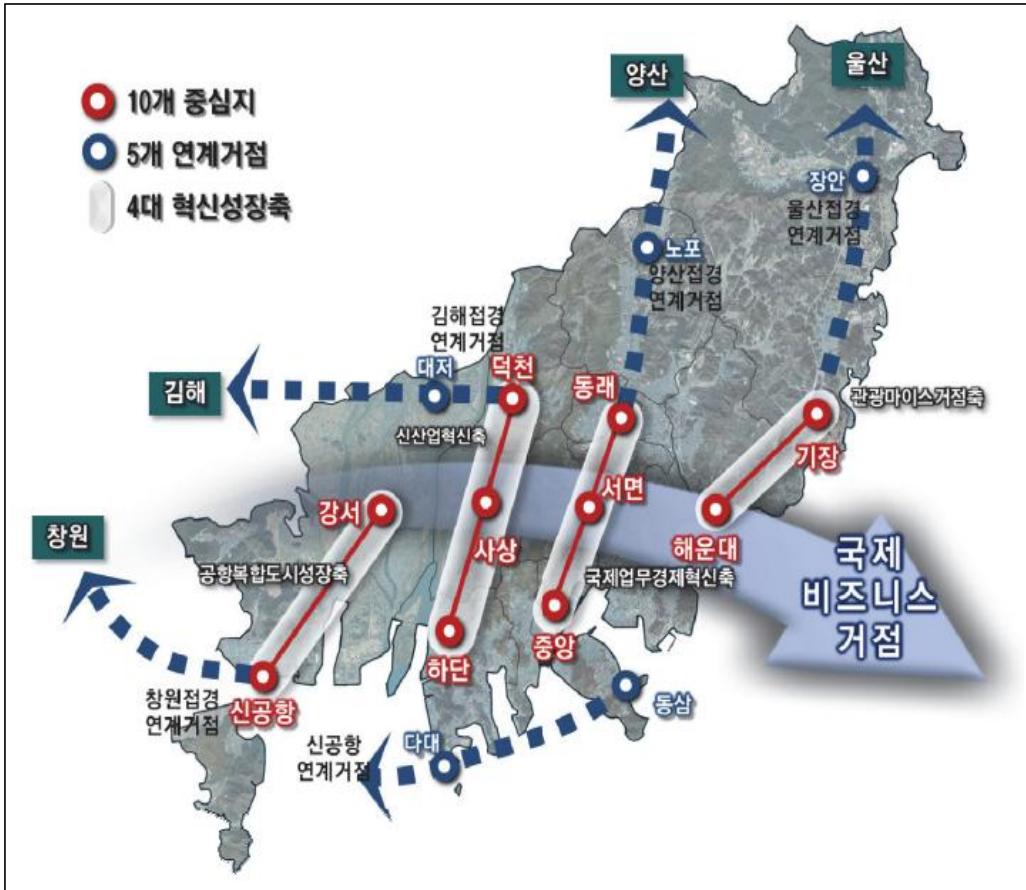 10개 중심지
5개 연계거점
4대 혁신성장축
양산
울산
장안
울산접경
연계거점
노포
양산접경
연계거점
김해접경
연계거점
대저
덕천
동래
김해
관광마이스거점축
신산업혁신축
기장
강서
서면
사상
해운대
창원
공항복합도시성장축
국제업무경제혁신축
국제
비즈니스
거점
하단
중앙
신공항
창원접경
연계거점
동삼
신공항
연계거점
다대